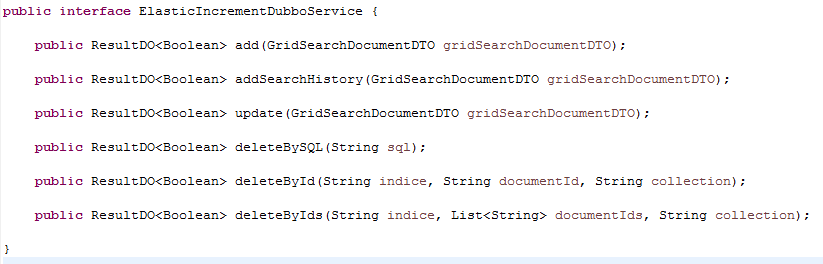 public interface ElasticIncrementDubboService {
public ResultDO<Boolean> add(GridSearchDocumentDTO gridSearchDocumentDTO);
public ResultDO<Boolean> addSearchHistory(GridSearchDocumentDTO gridSearchDocumentDTO);
public ResultDO<Boolean> update(GridSearchDocumentDTO gridSearchDocumentDTO);
public ResultDO<Boolean> deleteBySQL(String sql);
public ResultDO<Boolean> deleteById(String indice, String documentId, String collection);
public ResultDO<Boolean> deleteByIds(String indice, List<String> documentIds, String collection);
}